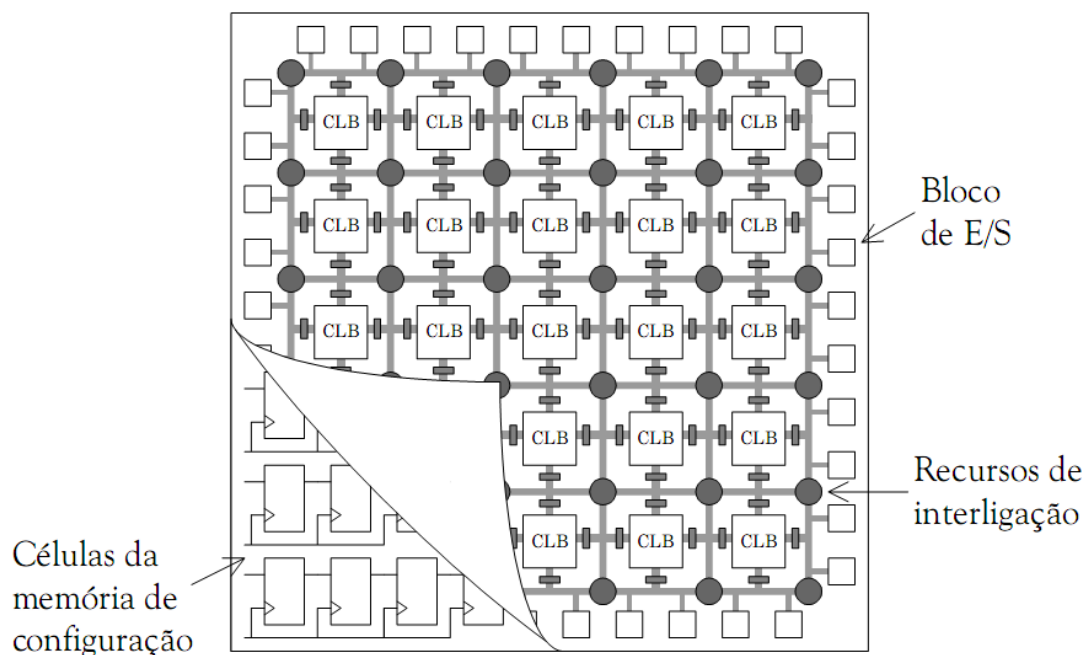 CLB CLB CLB CLB CLB
CLB CLB CLB CLB CLB
Bloco
de E/S
CLB CLB CLB CLB CLB
CLB CLB CLB
Recursos de
interligação
CLB CLB CLB
Células da
memória de
configuração